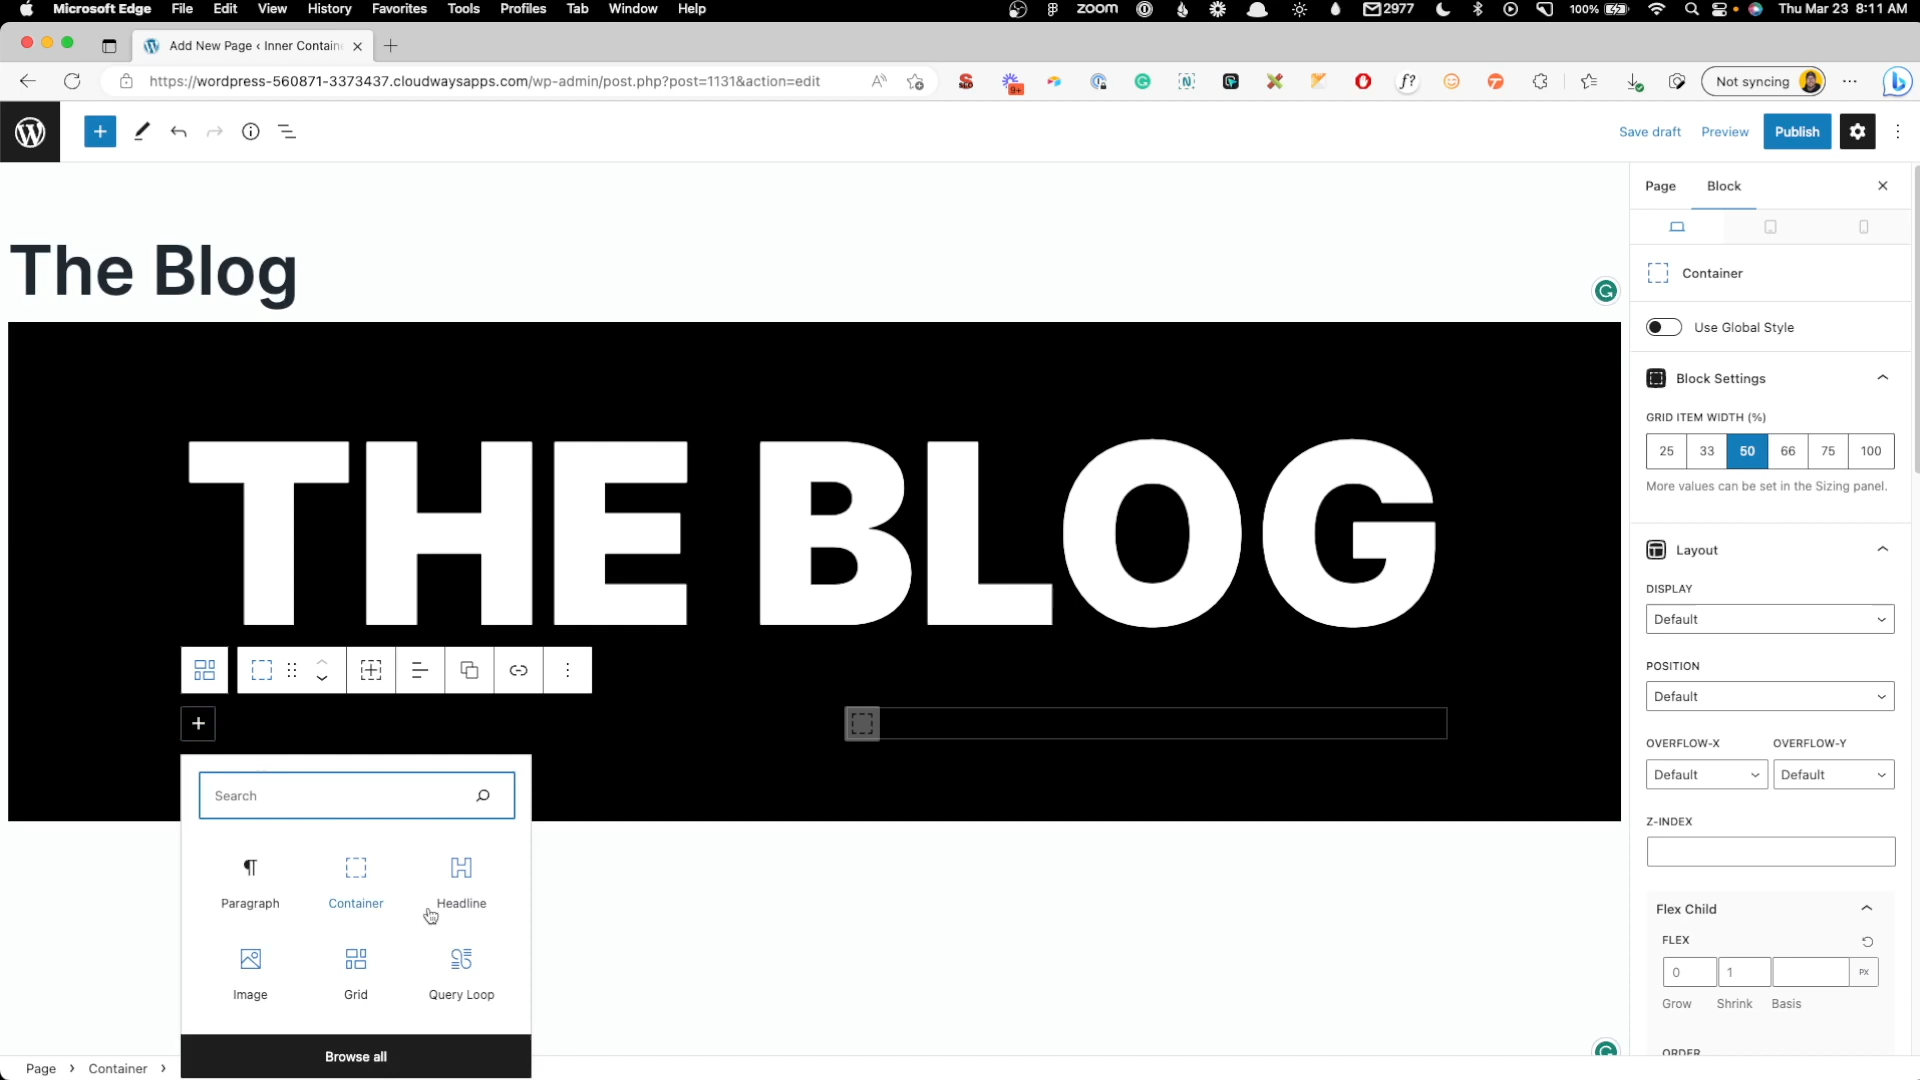 Microsoft Edge File Edit View History Favorites Tools Profiles Tab Window Help zoom 2977 100% Thu Mar 23 8:11 AM
Add New Page ‹ Inner Contain
https://wordpress-560871-3373437.cloudwaysapps.com/wp-admin/post.php?post=1131&action=edit 9+ f? Not syncing
Save draft Preview Publish
Page Block
The Blog
Container
Use Global Style
THE BLOG
Block Settings
GRID ITEM WIDTH (%)
25 33 50 66 75 100
More values can be set in the Sizing panel.
Layout
DISPLAY
Default
POSITION
Default
OVERFLOW-X OVERFLOW-Y
Default Default
Z-INDEX
Search
Paragraph Container Headline
Image Grid Query Loop
Browse all
Flex Child
FLEX
0 1 PX
Grow Shrink Basis
ORDER
Page › Container ›